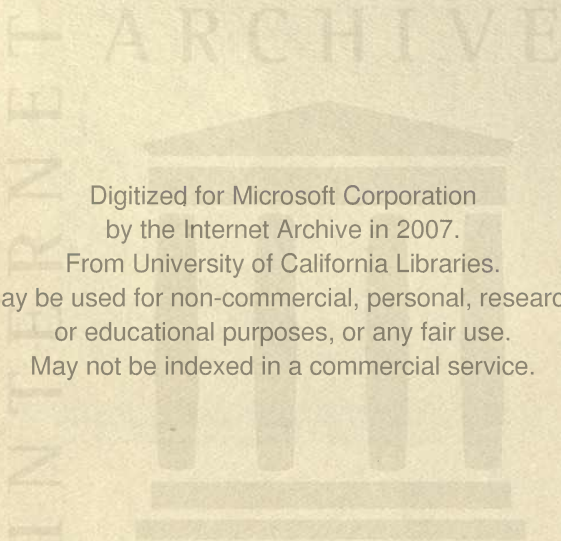 ARCHIVE
INTERNET
Digitized for Microsoft Corporation
by the Internet Archive in 2007.
From University of California Libraries.
ay be used for non-commercial, personal, researc
or educational purposes, or any fair use.
May not be indexed in a commercial service.